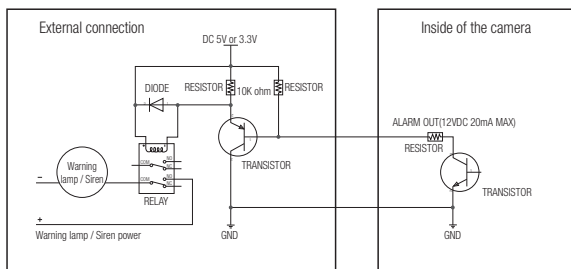 External connection
Inside of the camera
DC 5V or 3.3V
DIODE
RESISTOR
10K ohm
RESISTOR
ALARM OUT(12VDC 20mA MAX)
RESISTOR
TRANSISTOR
TRANSISTOR
COM
NO
NC
COM
NO
NC
RELAY
Warning
lamp / Siren
–
+
Warning lamp / Siren power
GND
GND